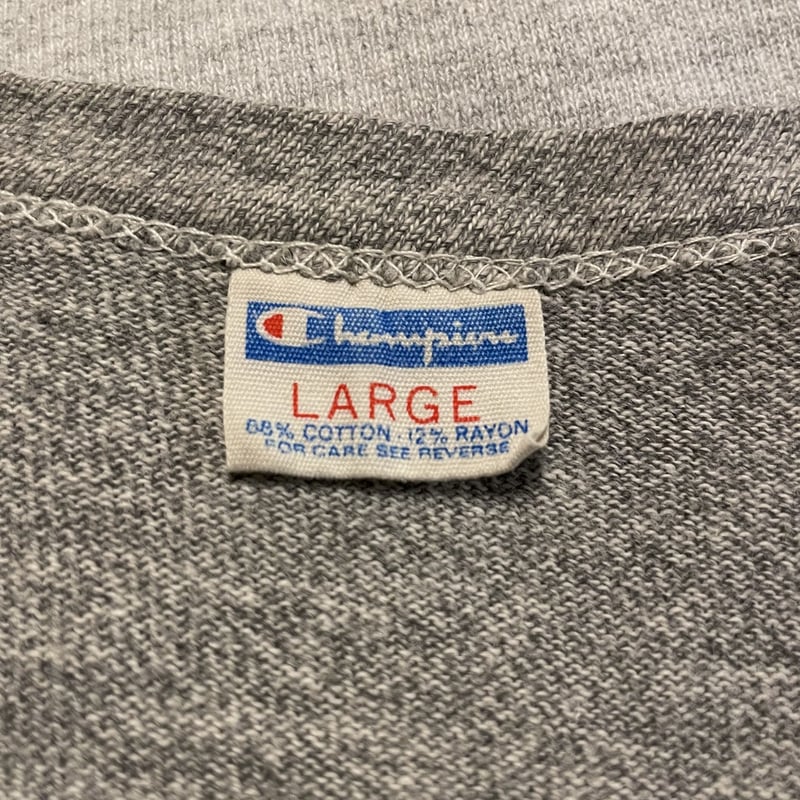 Champion
LARGE
88% COTTON · 12% RAYON
FOR CARE SEE REVERSE